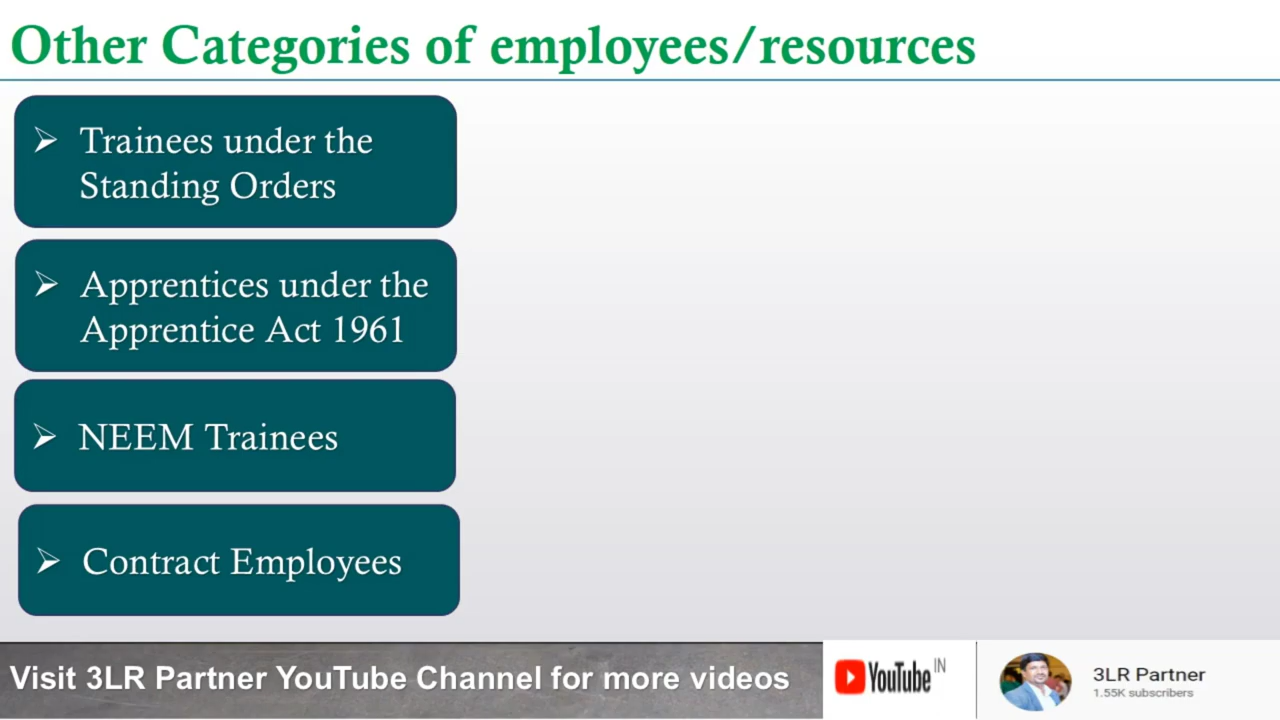 Other Categories of employees/resources
➢ Trainees under the
Standing Orders
➢ Apprentices under the
Apprentice Act 1961
➢ NEEM Trainees
➢ Contract Employees
Visit 3LR Partner YouTube Channel for more videos
YouTube IN
3LR Partner
1.55K subscribers